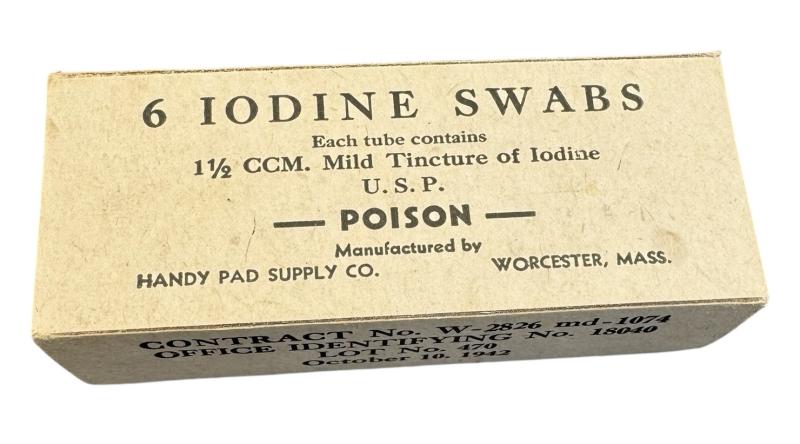 6 IODINE SWABS
Each tube contains
1½ CCM. Mild Tincture of Iodine
U. S. P.
— POISON —
Manufactured by
HANDY PAD SUPPLY CO. WORCESTER, MASS.
CONTRACT No. W-2826 md-1074
OFFICE IDENTIFYING No. 18040
LOT No. 470
October 10, 1942